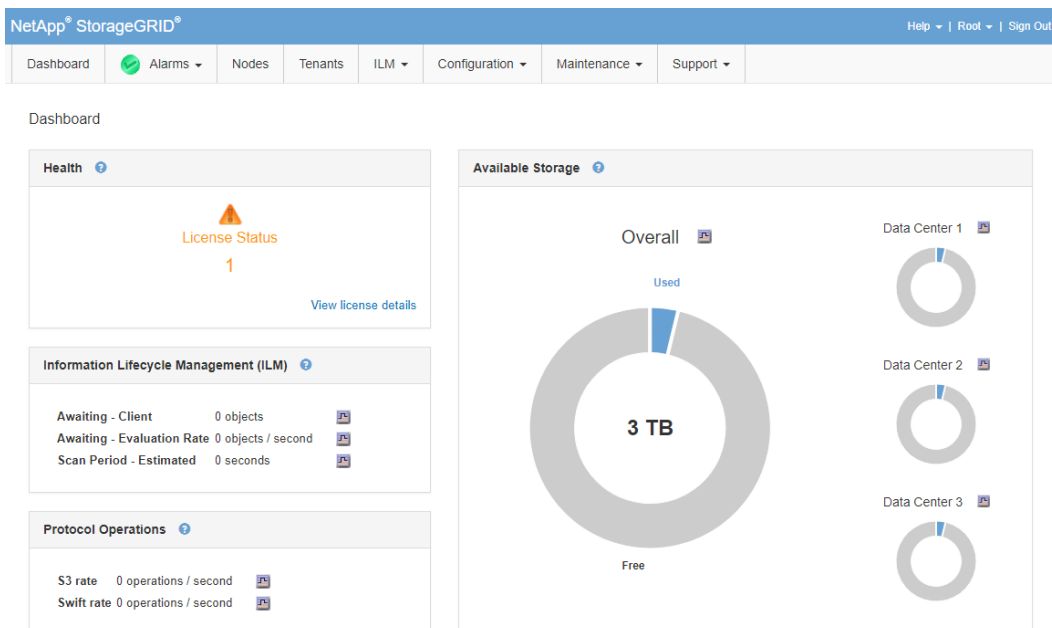 NetApp® StorageGRID®
Help | Root | Sign Out
Dashboard Alarms Nodes Tenants ILM Configuration Maintenance Support
Dashboard
Health ?
License Status
1
View license details
Information Lifecycle Management (ILM) ?
Awaiting - Client 0 objects
Awaiting - Evaluation Rate 0 objects / second
Scan Period - Estimated 0 seconds
Protocol Operations ?
S3 rate 0 operations / second
Swift rate 0 operations / second
Available Storage ?
Overall
Used
3 TB
Free
Data Center 1
Data Center 2
Data Center 3